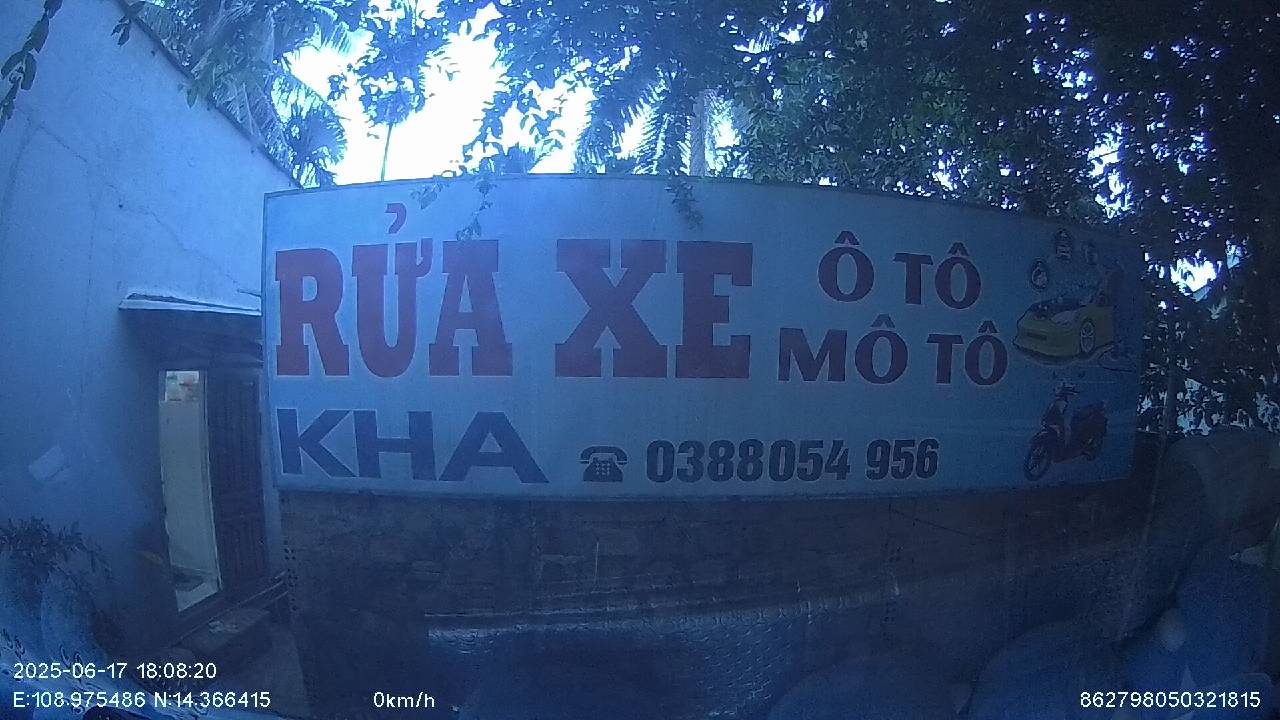 RỬA XE
Ô TÔ
MÔ TÔ
KHA
0388054 956
2025-06-17 18:08:20
E:108.975486 N:14.366415
0km/h
862798050321815